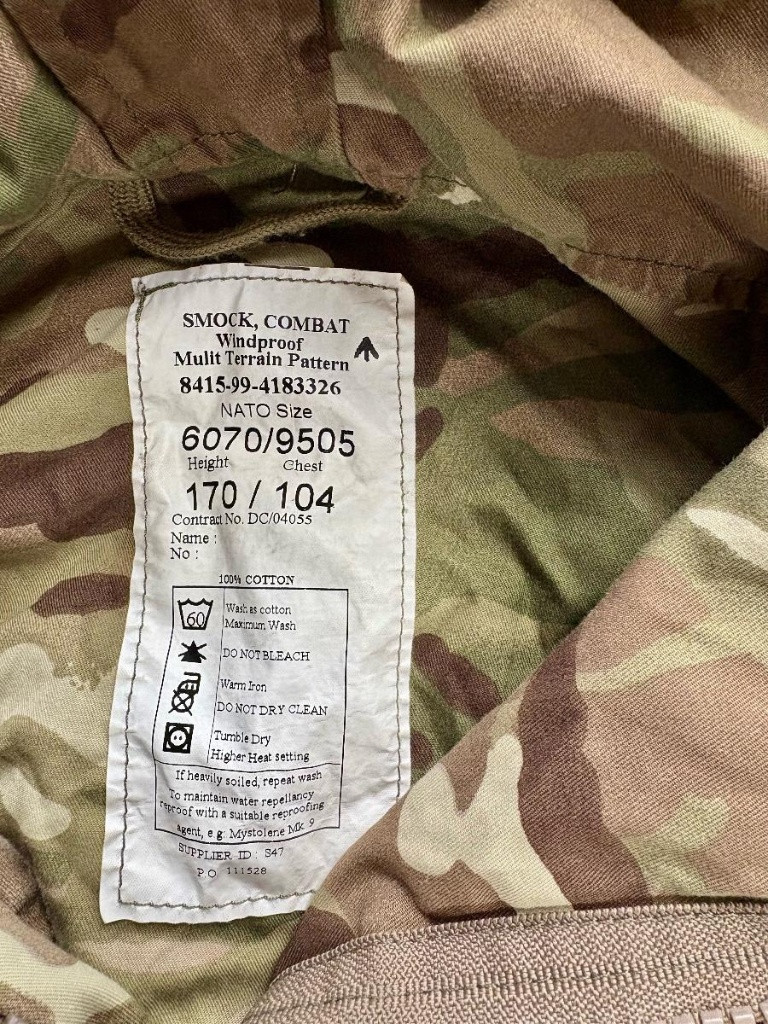 SMOCK, COMBAT
Windproof
Mulit Terrain Pattern
8415-99-4183326
NATO Size
6070/9505
Height Chest
170 / 104
Contract No. DC/04055
Name :
No :
100% COTTON
60
Wash as cotton
Maximum Wash
DO NOT BLEACH
Warm Iron
DO NOT DRY CLEAN
Tumble Dry
Higher Heat setting
If heavily soiled, repeat wash
To maintain water repellancy
reproof with a suitable reproofing
agent, e.g. Mystolene Mk 9
SUPPLIER ID : S47
P O 111528